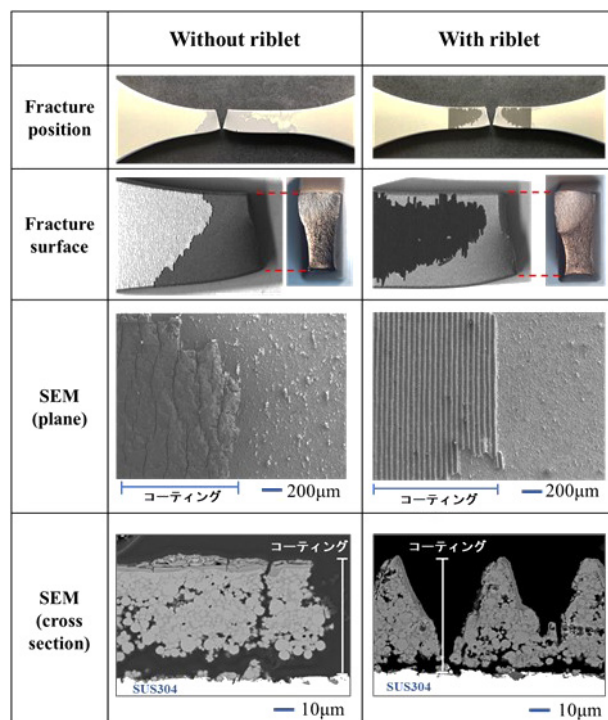 Without riblet
With riblet
Fracture
position
Fracture
surface
SEM
(plane)
コーティング
200μm
コーティング
200μm
SEM
(cross
section)
コーティング
SUS304
10μm
コーティング
SUS304
10μm